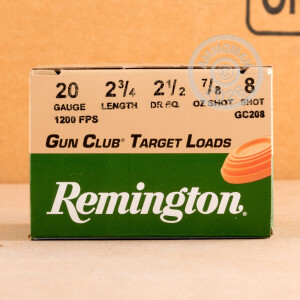 20 2¾ 2½ ⅞ 8
GAUGE LENGTH DR.EQ. OZ SHOT SHOT
1200 FPS GC208
GUN CLUB® TARGET LOADS
Remington®